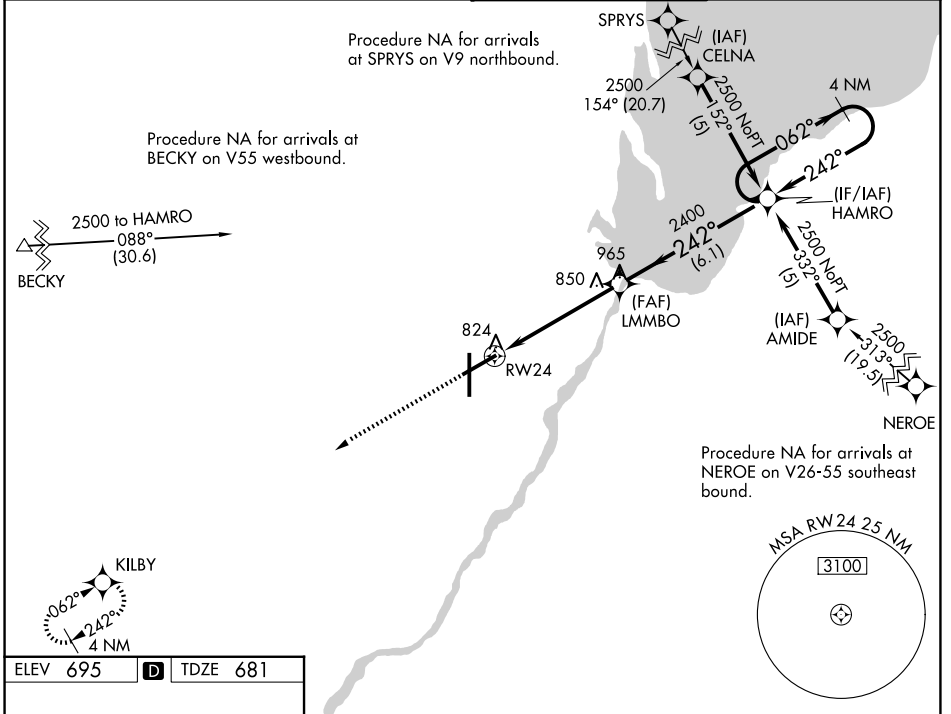 SPRYS
(IAF)
CELNA
Procedure NA for arrivals
at SPRYS on V9 northbound.
2500
154° (20.7)
2500 NoPT
152°
(5)
4 NM
062°
242°
(IF/IAF)
HAMRO
Procedure NA for arrivals at
BECKY on V55 westbound.
2500 to HAMRO
088°
(30.6)
BECKY
2400
242°
(6.1)
965
850
(FAF)
LMMBO
2500 NoPT
332°
(5)
(IAF)
AMIDE
2500
313°
(19.5)
NEROE
824
RW24
Procedure NA for arrivals at
NEROE on V26-55 southeast
bound.
MSA RW24 25 NM
3100
KILBY
062°
242°
4 NM
ELEV 695 D TDZE 681